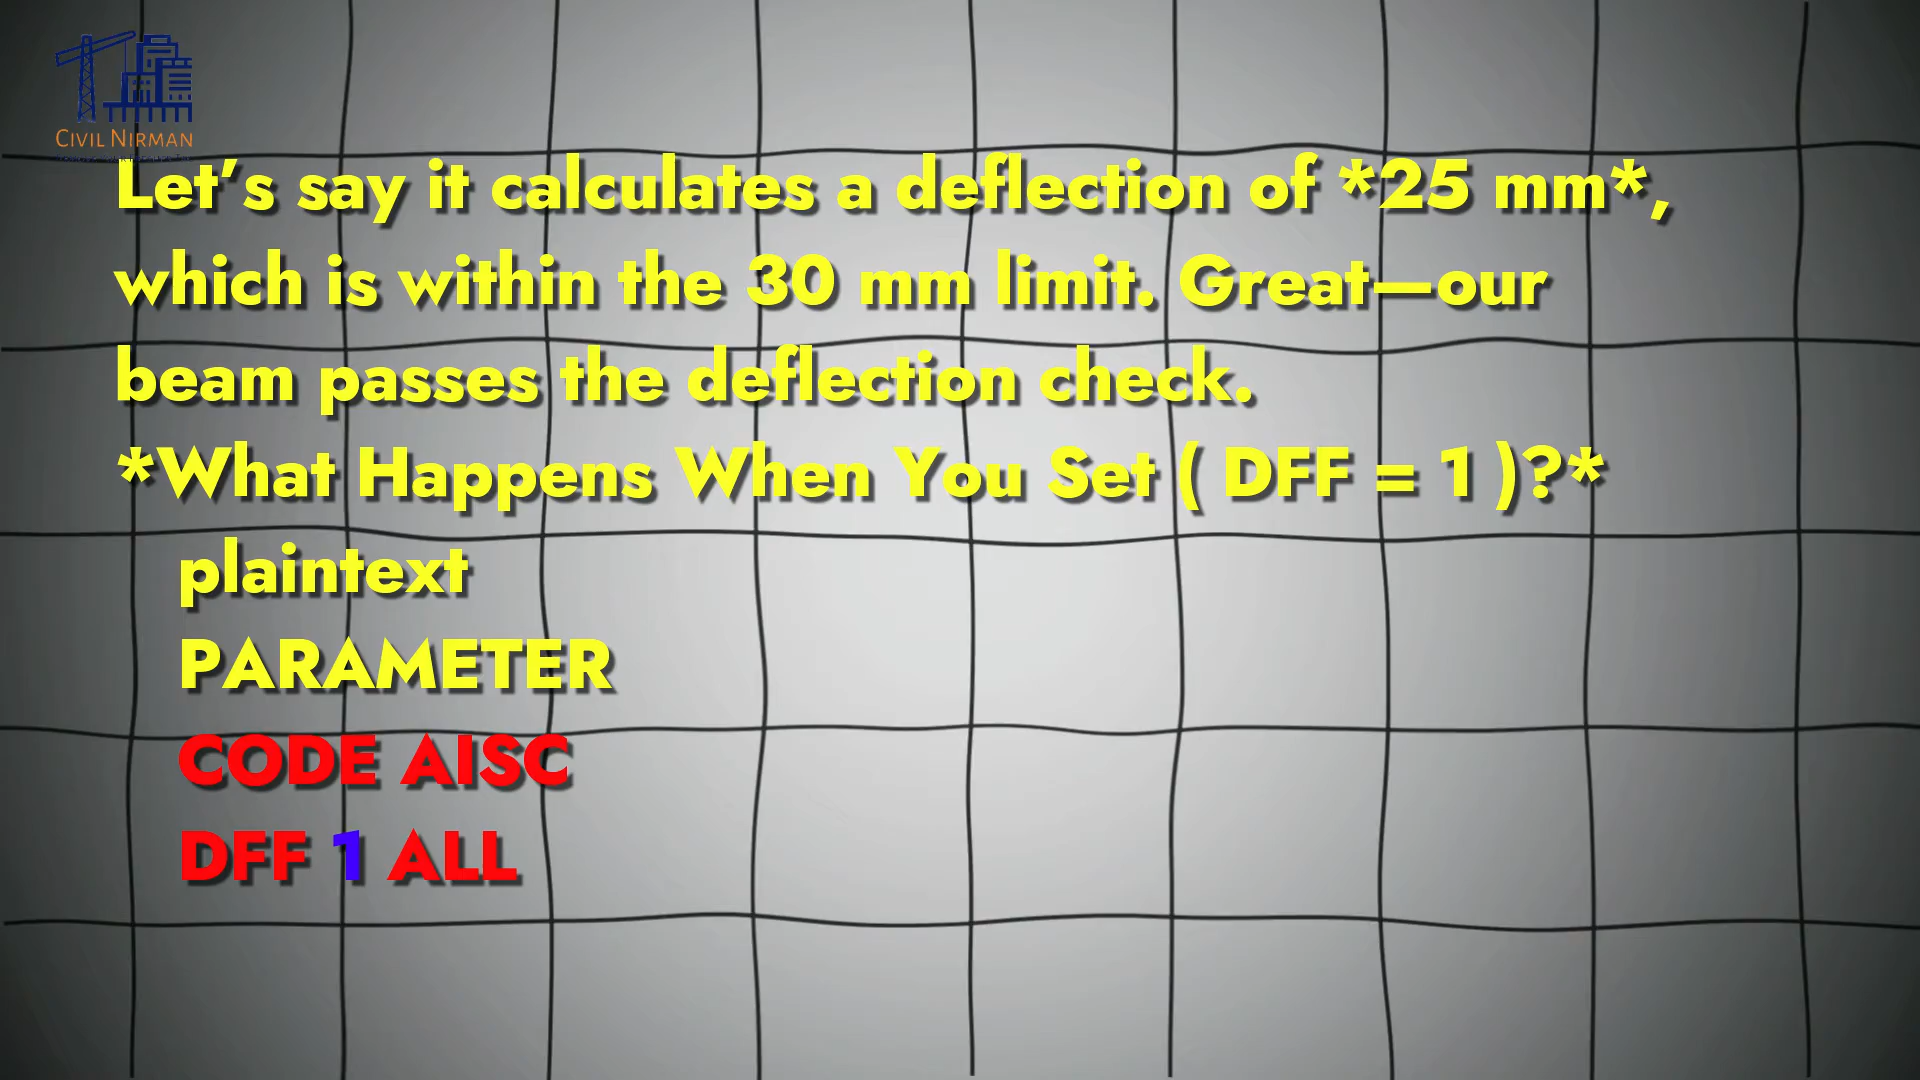 CIVIL NIRMAN
Let's say it calculates a deflection of *25 mm*,
which is within the 30 mm limit. Great—our
beam passes the deflection check.
*What Happens When You Set ( DFF = 1 )?*
plaintext
PARAMETER
CODE AISC
DFF 1 ALL